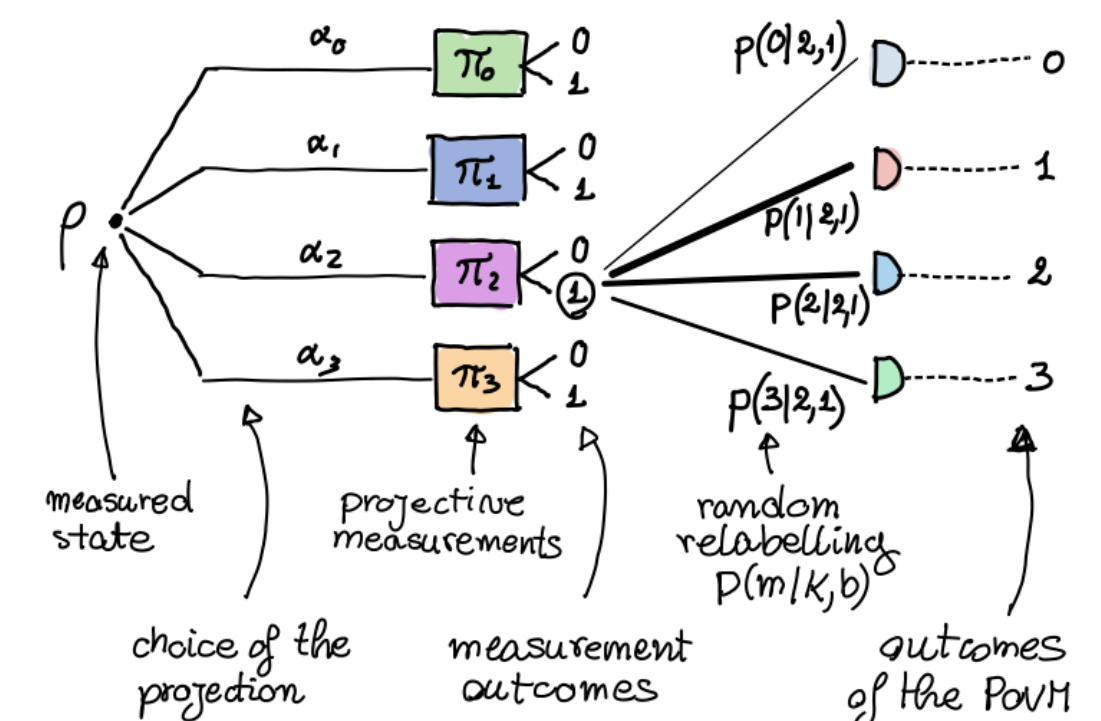 α₀
π₀
0
1
p(0|2,1)
0
α₁
π₁
0
1
p(1|2,1)
1
ρ
α₂
π₂
0
1
p(2|2,1)
2
α₃
π₃
0
1
p(3|2,1)
3
measured
state
projective
measurements
random
relabelling
p(m/k,b)
choice of the
projection
measurement
outcomes
outcomes
of the POVM